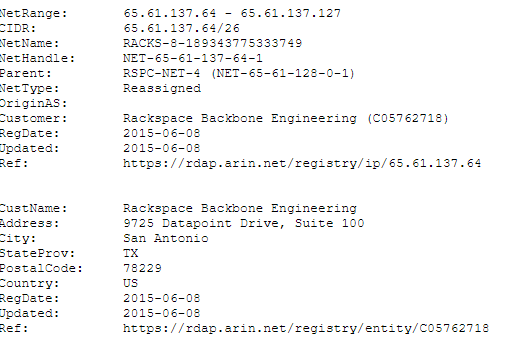 NetRange: 65.61.137.64 - 65.61.137.127
CIDR: 65.61.137.64/26
NetName: RACKS-8-189343775333749
NetHandle: NET-65-61-137-64-1
Parent: RSPC-NET-4 (NET-65-61-128-0-1)
NetType: Reassigned
OriginAS:
Customer: Rackspace Backbone Engineering (C05762718)
RegDate: 2015-06-08
Updated: 2015-06-08
Ref: https://rdap.arin.net/registry/ip/65.61.137.64
CustName: Rackspace Backbone Engineering
Address: 9725 Datapoint Drive, Suite 100
City: San Antonio
StateProv: TX
PostalCode: 78229
Country: US
RegDate: 2015-06-08
Updated: 2015-06-08
Ref: https://rdap.arin.net/registry/entity/C05762718